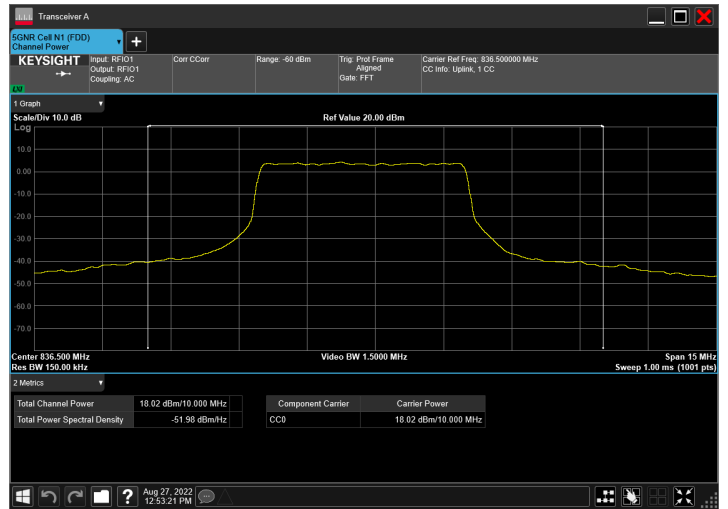 Transceiver A
5GNR Cell N1 (FDD)
Channel Power
KEYSIGHT
LXI
Input: RFIO1
Output: RFIO1
Coupling: AC
Corr CCorr
Range: -60 dBm
Trig: Prot Frame
Aligned
Gate: FFT
Carrier Ref Freq: 836.500000 MHz
CC Info: Uplink, 1 CC
1 Graph
Scale/Div 10.0 dB
Ref Value 20.00 dBm
Log
10.0
0.00
-10.0
-20.0
-30.0
-40.0
-50.0
-60.0
-70.0
Center 836.500 MHz
Video BW 1.5000 MHz
Span 15 MHz
Res BW 150.00 kHz
Sweep 1.00 ms (1001 pts)
2 Metrics
Total Channel Power 18.02 dBm/10.000 MHz
Total Power Spectral Density -51.98 dBm/Hz
Component Carrier Carrier Power
CC0 18.02 dBm/10.000 MHz
?
Aug 27, 2022
12:53:21 PM